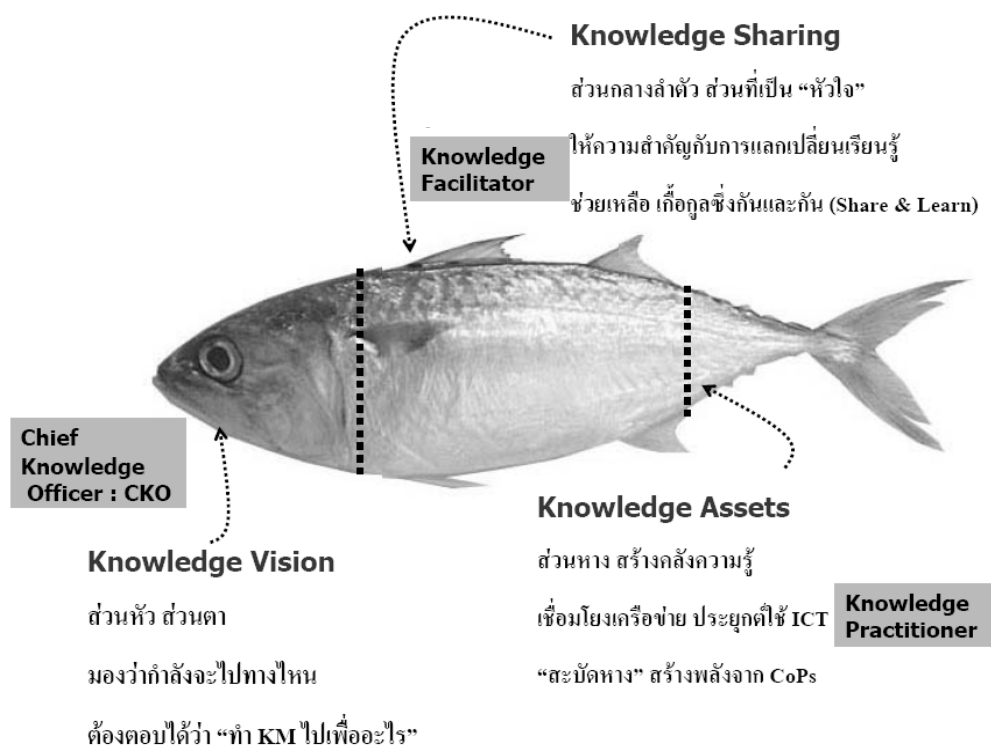 Knowledge Sharing
ส่วนกลางลำตัว ส่วนที่เป็น “หัวใจ”
ให้ความสำคัญกับการแลกเปลี่ยนเรียนรู้
ช่วยเหลือ เกื้อกูลซึ่งกันและกัน (Share & Learn)
Knowledge
Facilitator
Chief
Knowledge
Officer : CKO
Knowledge Vision
ส่วนหัว ส่วนตา
มองว่ากำลังจะไปทางไหน
ต้องตอบได้ว่า “ทำ KM ไปเพื่ออะไร”
Knowledge Assets
ส่วนหาง สร้างคลังความรู้
เชื่อมโยงเครือข่าย ประยุกต์ใช้ ICT
“สะบัดหาง” สร้างพลังจาก CoPs
Knowledge
Practitioner